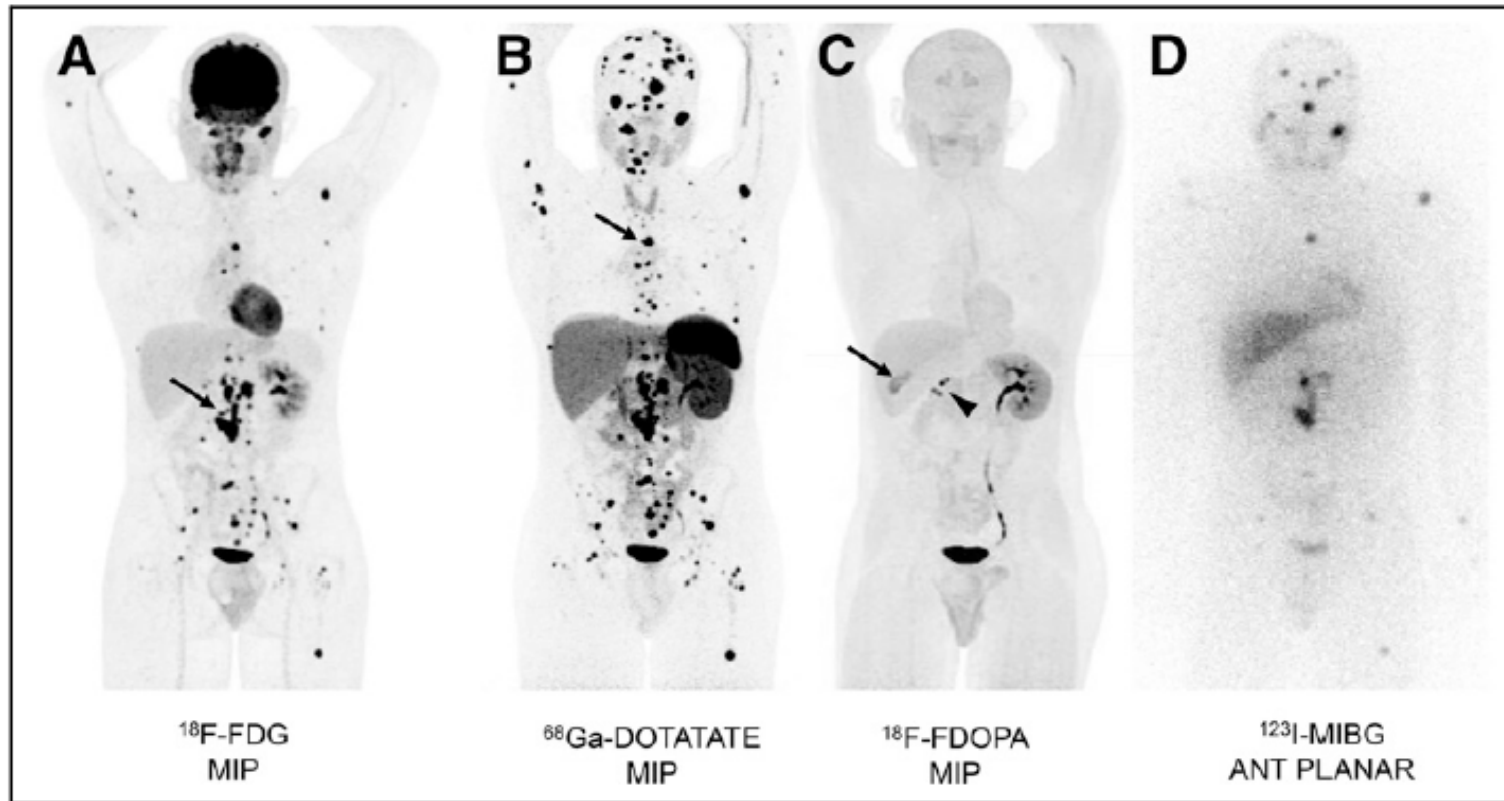 A B C D
¹⁸F-FDG ⁶⁸Ga-DOTATATE ¹⁸F-FDOPA ¹²³I-MIBG
MIP MIP MIP ANT PLANAR